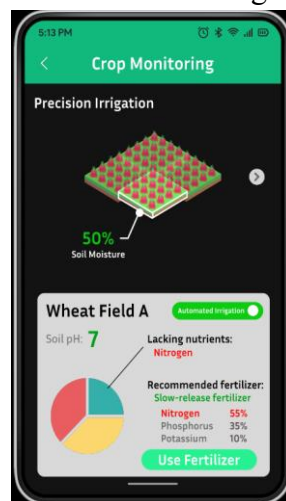 5:13 PM
Crop Monitoring
Precision Irrigation
50%
Soil Moisture
Wheat Field A
Automated Irrigation
Soil pH: 7
Lacking nutrients:
Nitrogen
Recommended fertilizer:
Slow-release fertilizer
Nitrogen 55%
Phosphorus 35%
Potassium 10%
Use Fertilizer